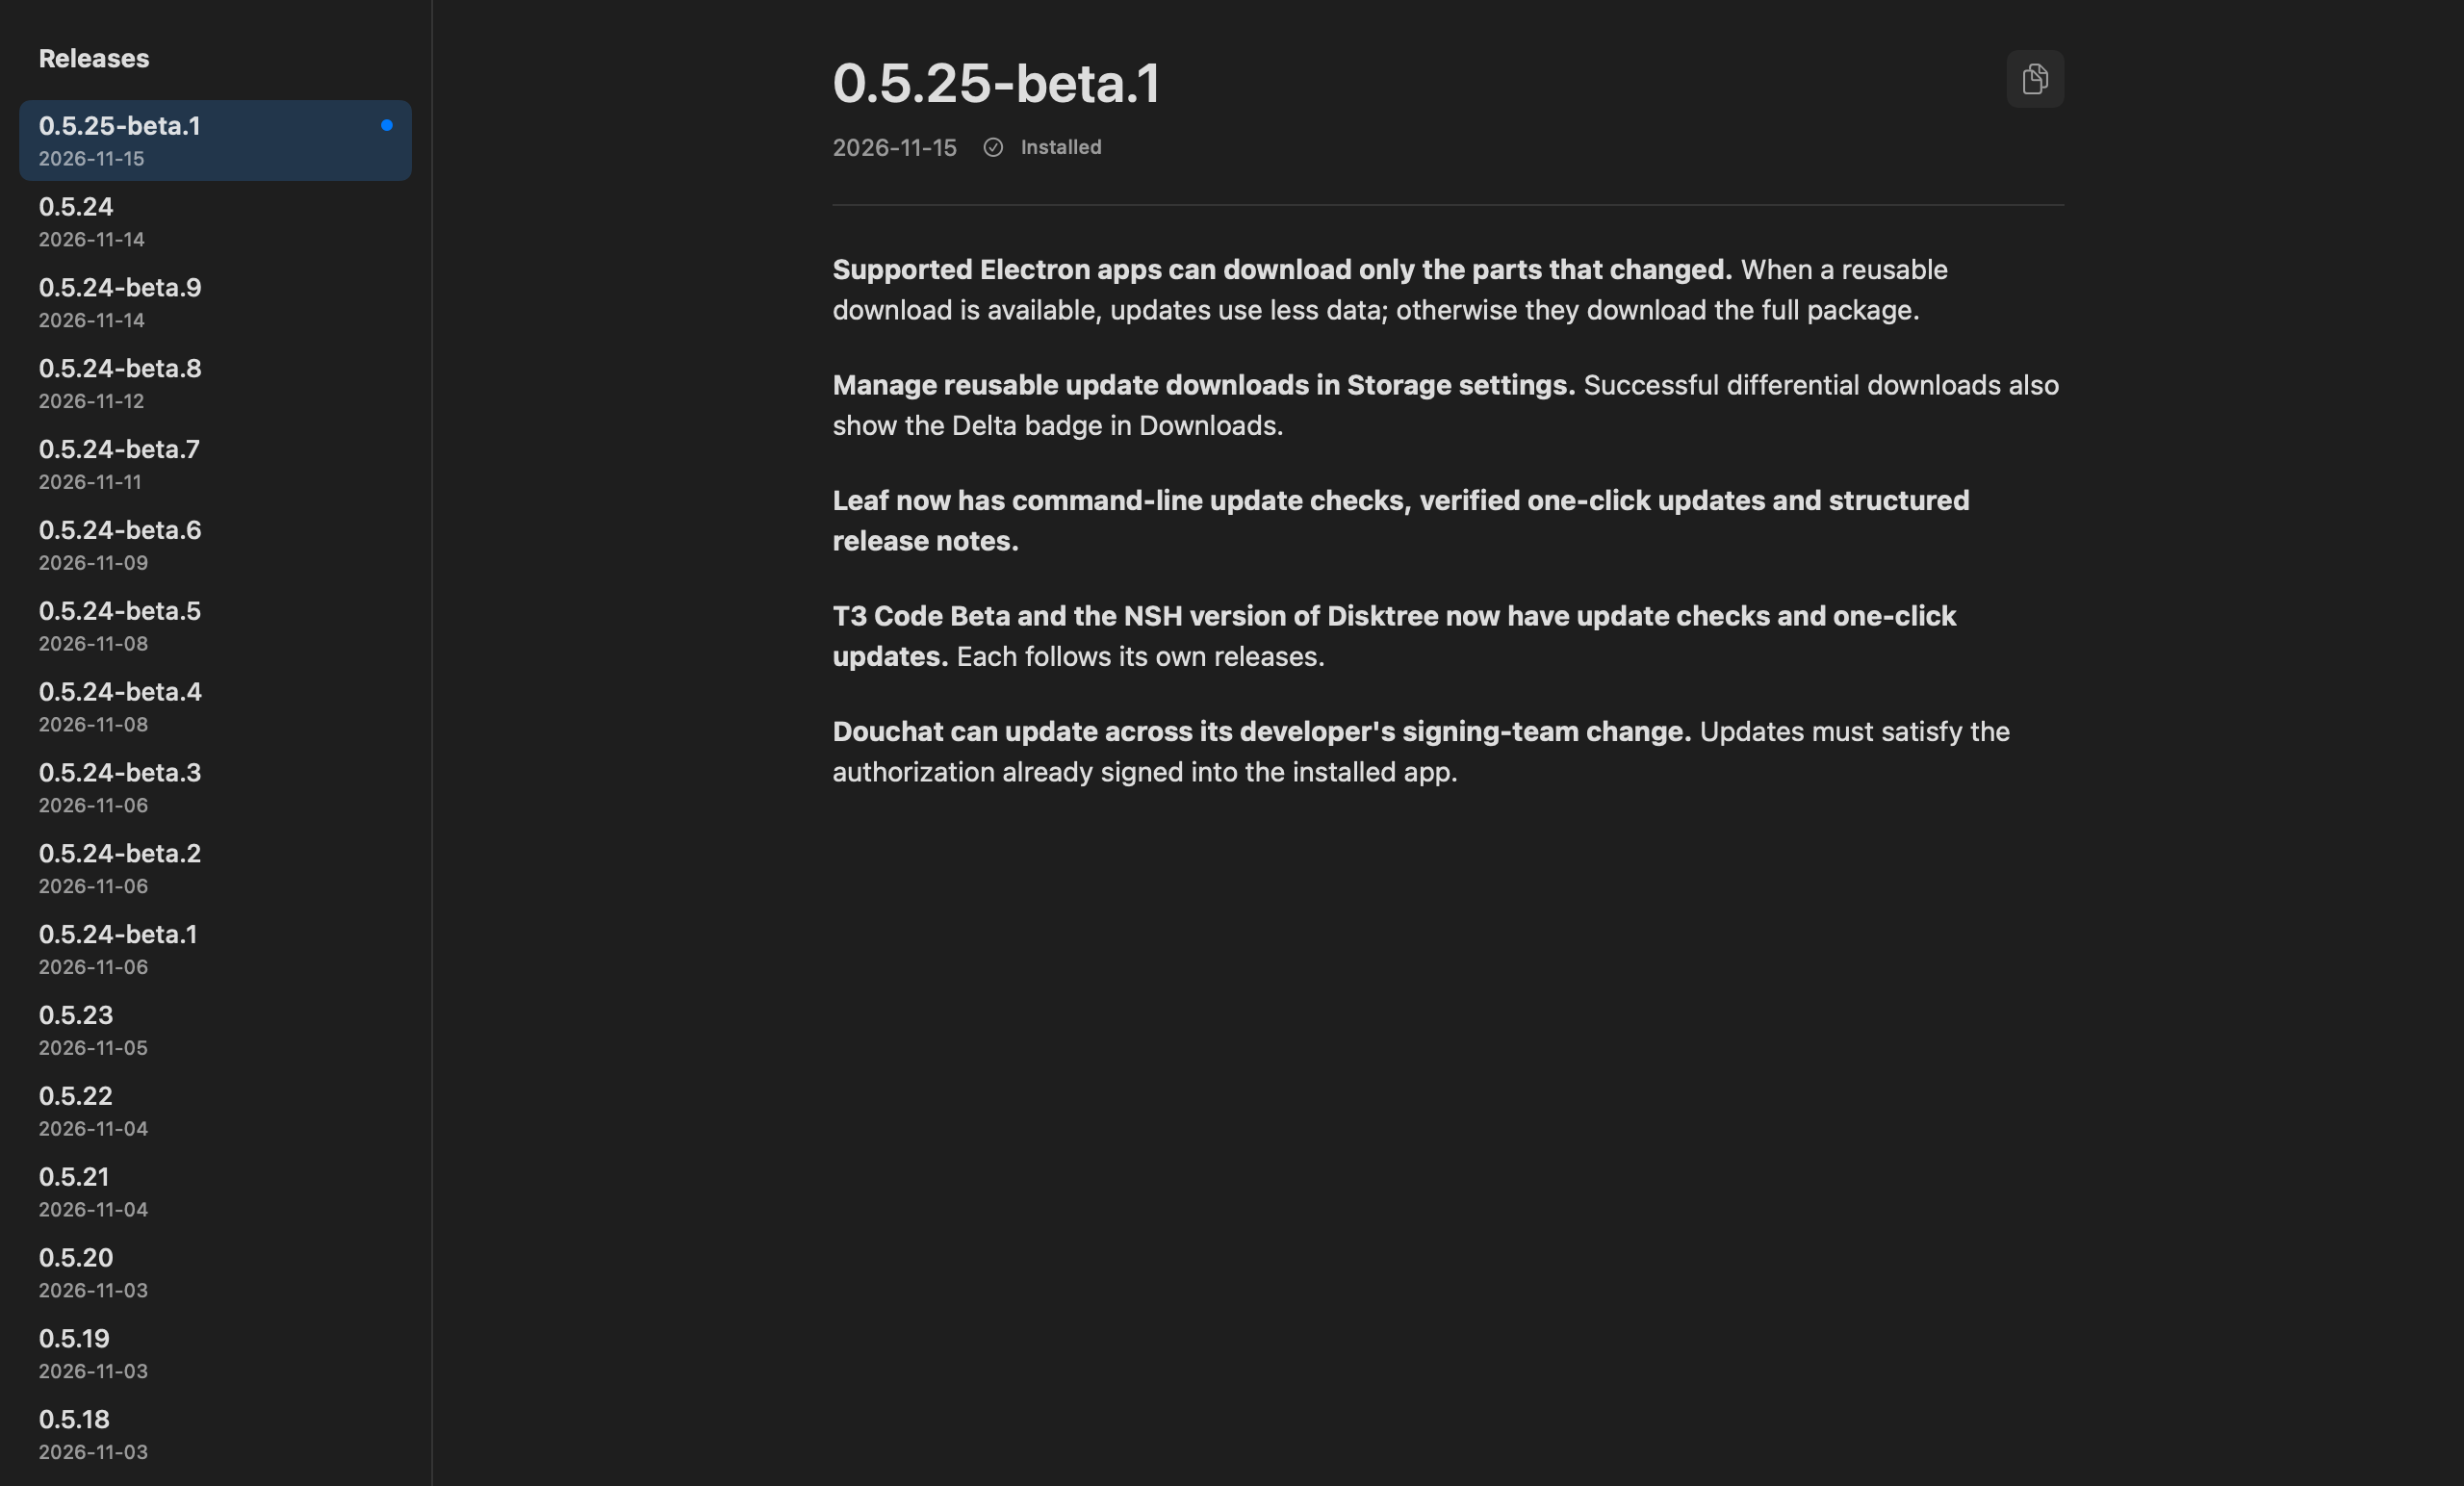 Releases
0.5.25-beta.1
2026-11-15
0.5.24
2026-11-14
0.5.24-beta.9
2026-11-14
0.5.24-beta.8
2026-11-12
0.5.24-beta.7
2026-11-11
0.5.24-beta.6
2026-11-09
0.5.24-beta.5
2026-11-08
0.5.24-beta.4
2026-11-08
0.5.24-beta.3
2026-11-06
0.5.24-beta.2
2026-11-06
0.5.24-beta.1
2026-11-06
0.5.23
2026-11-05
0.5.22
2026-11-04
0.5.21
2026-11-04
0.5.20
2026-11-03
0.5.19
2026-11-03
0.5.18
2026-11-03
0.5.25-beta.1
2026-11-15 Installed
Supported Electron apps can download only the parts that changed. When a reusable
download is available, updates use less data; otherwise they download the full package.
Manage reusable update downloads in Storage settings. Successful differential downloads also
show the Delta badge in Downloads.
Leaf now has command-line update checks, verified one-click updates and structured
release notes.
T3 Code Beta and the NSH version of Disktree now have update checks and one-click
updates. Each follows its own releases.
Douchat can update across its developer's signing-team change. Updates must satisfy the
authorization already signed into the installed app.